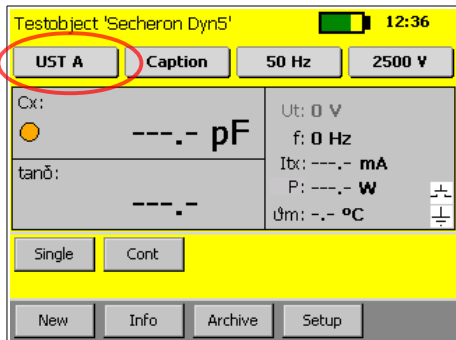 Testobject 'Secheron Dyn5' 12:36
UST A Caption 50 Hz 2500 V
Cx:
---.- pF
tanδ:
---.-
Ut: 0 V
f: 0 Hz
Itx: ---.- mA
P: ---.- W
ϑm: -.- ºC
Single Cont
New Info Archive Setup